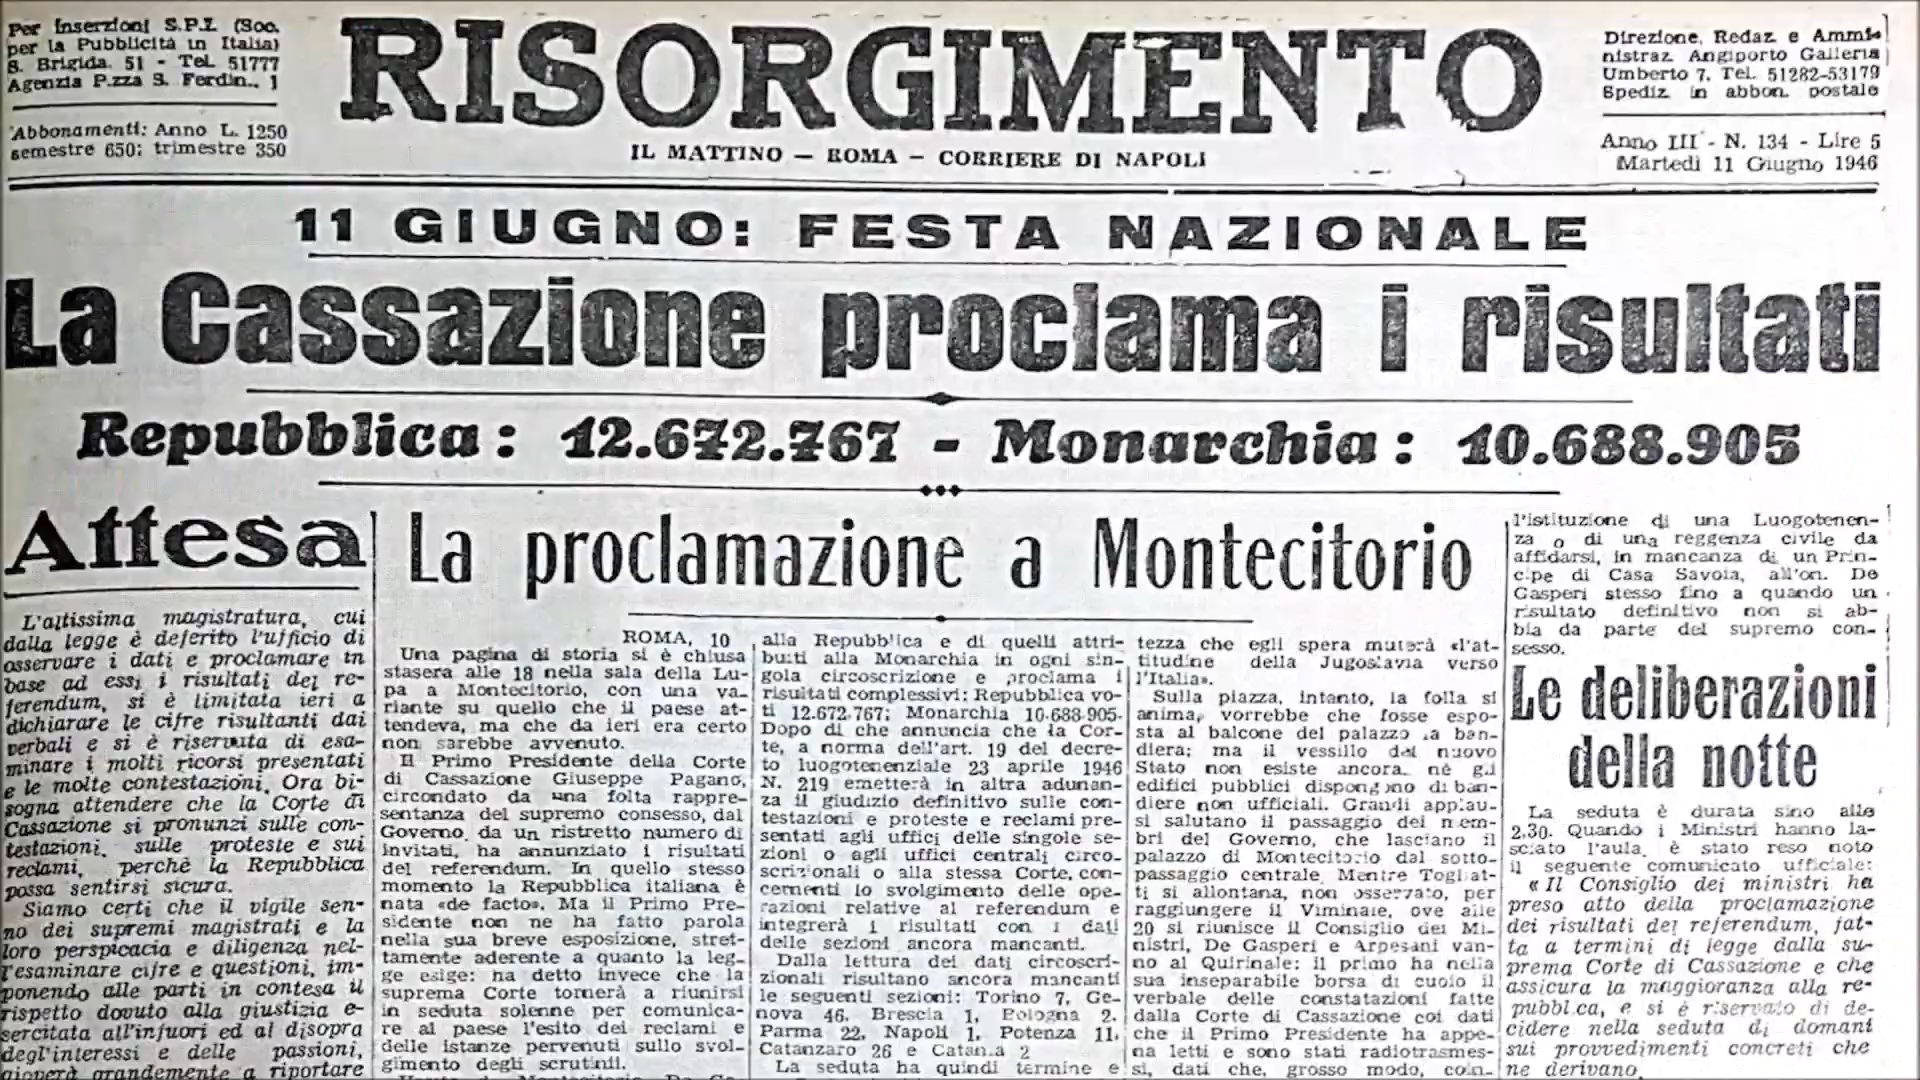 Per inserzioni S.P.I. (Soc.
per la Pubblicità in Italia)
S. Brigida. 51 - Tel. 51777
Agenzia P.zza S. Ferdin., 1
Abbonamenti: Anno L. 1250
semestre 650; trimestre 350
RISORGIMENTO
IL MATTINO — ROMA — CORRIERE DI NAPOLI
Direzione, Redaz. e Ammi-
nistraz. Angiporto Galleria
Umberto 7, Tel. 51282-53179
Spediz. in abbon. postale
Anno III - N. 134 - Lire 5
Martedì 11 Giugno 1946
11 GIUGNO: FESTA NAZIONALE
La Cassazione proclama i risultati
Repubblica: 12.672.767 - Monarchia: 10.688.905
Attesa
L'altissima magistratura, cui
dalla legge è deferito l'ufficio di
osservare i dati e proclamare in
base ad essi i risultati del re-
ferendum, si è limitata ieri a
dichiarare le cifre risultanti dai
verbali e si è riservata di esa-
minare i molti ricorsi presentati
e le molte contestazioni. Ora bi-
sogna attendere che la Corte di
Cassazione si pronunzi sulle con-
testazioni, sulle proteste e sui
reclami, perchè la Repubblica
possa sentirsi sicura.
Siamo certi che il vigile sen-
no dei supremi magistrati e la
loro perspicacia e diligenza nel-
l'esaminare cifre e questioni, im-
ponendo alle parti in contesa il
rispetto dovuto alla giustizia e-
sercitata all'infuori ed al disopra
degl'interessi e delle passioni,
gioverà grandemente a riportare
La proclamazione a Montecitorio
ROMA, 10
Una pagina di storia si è chiusa
stasera alle 18 nella sala della Lu-
pa a Montecitorio, con una va-
riante su quello che il paese at-
tendeva, ma che da ieri era certo
non sarebbe avvenuto.
Il Primo Presidente della Corte
di Cassazione Giuseppe Pagano,
circondato da una folta rappre-
sentanza del supremo consesso, dal
Governo, da un ristretto numero di
invitati, ha annunziato i risultati
del referendum. In quello stesso
momento la Repubblica italiana è
nata «de facto». Ma il Primo Pre-
sidente non ne ha fatto parola
nella sua breve esposizione, stret-
tamente aderente a quanto la leg-
ge esige: ha detto invece che la
suprema Corte tornerà a riunirsi
in seduta solenne per comunica-
re al paese l'esito dei reclami e
delle istanze pervenuti sullo svol-
gimento degli scrutinii.
alla Repubblica e di quelli attri-
buiti alla Monarchia in ogni sin-
gola circoscrizione e proclama i
risultati complessivi: Repubblica vo-
ti 12.672.767; Monarchia 10.688.905.
Dopo di che annuncia che la Cor-
te, a norma dell'art. 19 del decre-
to luogotenenziale 23 aprile 1946
N. 219 emetterà in altra adunan-
za il giudizio definitivo sulle con-
testazioni e proteste e reclami pre-
sentati agli uffici delle singole se-
zioni o agli uffici centrali circo-
scrizionali o alla stessa Corte, con-
cernenti lo svolgimento delle ope-
razioni relative al referendum e
integrerà i risultati con i dati
delle sezioni ancora mancanti.
Dalla lettura dei dati circoscri-
zionali risultano ancora mancanti
le seguenti sezioni: Torino 7, Ge-
nova 46, Brescia 1, Bologna 2.
Parma 22, Napoli 1, Potenza 11,
Catanzaro 26 e Catania 2
La seduta ha quindi termine e
tezza che egli spera muterà «l'at-
titudine della Jugoslavia verso
l'Italia».
Sulla piazza, intanto, la folla si
anima, vorrebbe che fosse espo-
sta al balcone del palazzo la ban-
diera; ma il vessillo del nuovo
Stato non esiste ancora. nè gli
edifici pubblici dispongono di ban-
diere non ufficiali. Grandi applau-
si salutano il passaggio dei mem-
bri del Governo, che lasciano il
palazzo di Montecitorio dal sotto-
passaggio centrale. Mentre Togliat-
ti si allontana, non osservato, per
raggiungere il Viminale, ove alle
20 si riunisce il Consiglio dei Mi-
nistri, De Gasperi e Arpesani van-
no al Quirinale: il primo ha nella
sua inseparabile borsa di cuoio il
verbale delle constatazioni fatte
dalla Corte di Cassazione coi dati
che il Primo Presidente ha appe-
na letti e sono stati radiotrasmes-
si, dati che, grosso modo, coin-
l'istituzione di una Luogotenen-
za o di una reggenza civile da
affidarsi, in mancanza di un Prin-
cipe di Casa Savoia, all'on. De
Gasperi stesso fino a quando un
risultato definitivo non si ab-
bia da parte del supremo con-
sesso.
Le deliberazioni
della notte
La seduta è durata sino alle
2,30. Quando i Ministri hanno la-
sciato l'aula, è stato reso noto
il seguente comunicato ufficiale:
« Il Consiglio dei ministri ha
preso atto della proclamazione
dei risultati del referendum, fat-
ta a termini di legge dalla su-
prema Corte di Cassazione e che
assicura la maggioranza alla re-
pubblica, e si è riservato di de-
cidere nella seduta di domani
sui provvedimenti concreti che
ne derivano.